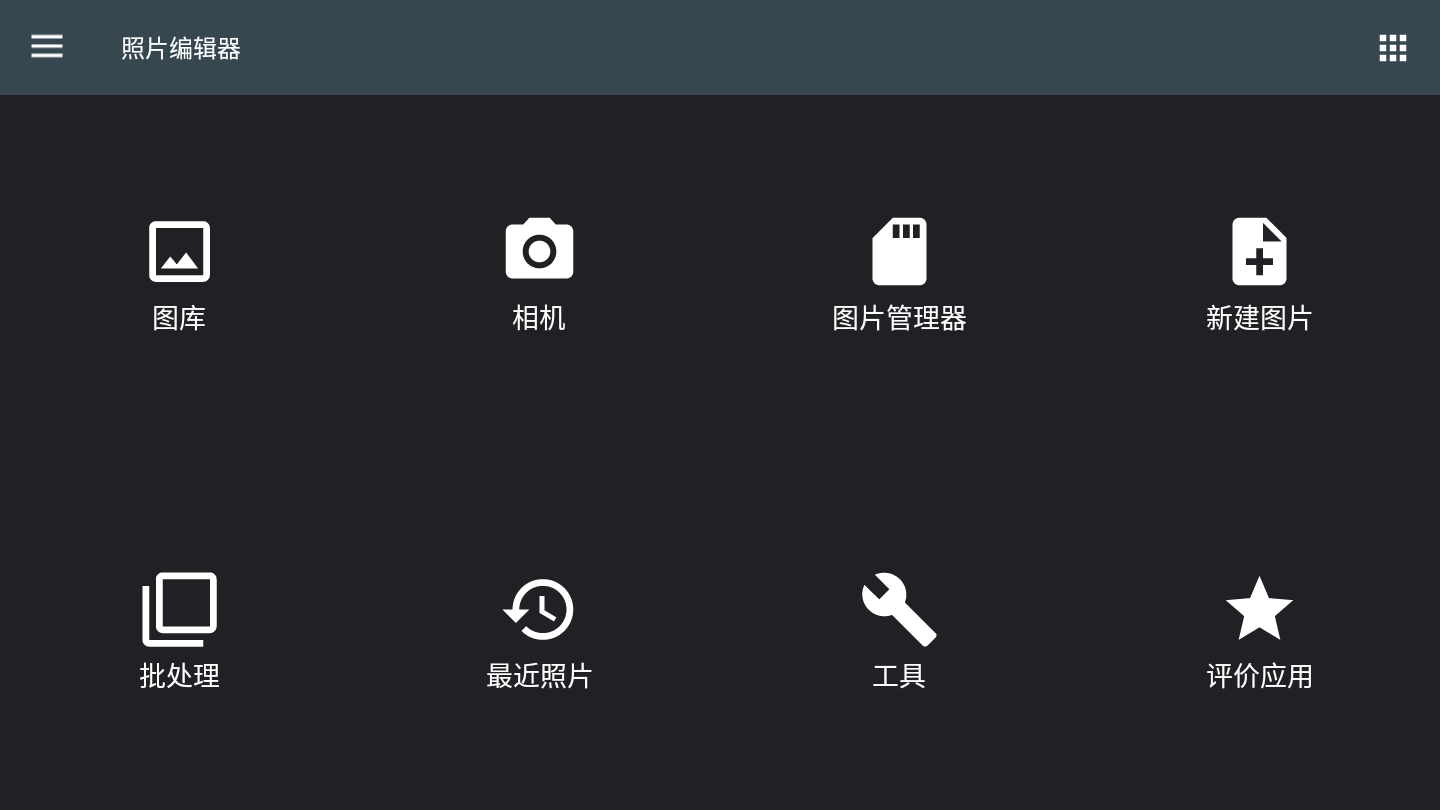 照片编辑器
图库
相机
图片管理器
新建图片
批处理
最近照片
工具
评价应用